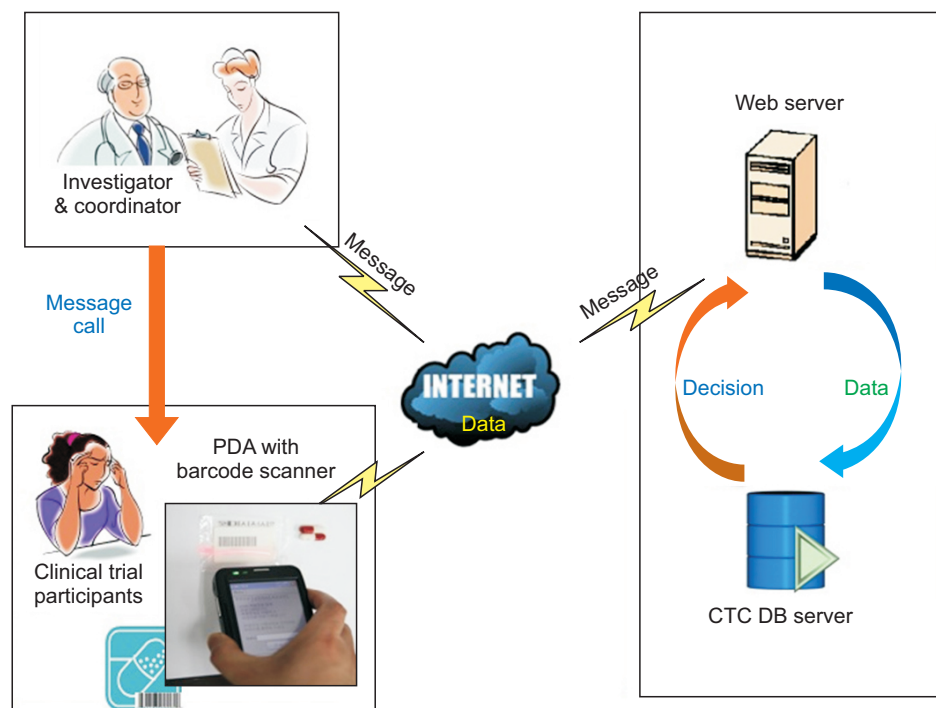 Investigator
& coordinator
Message
call
Message
Message
INTERNET
Data
Web server
Decision
Data
CTC DB server
PDA with
barcode scanner
Clinical trial
participants